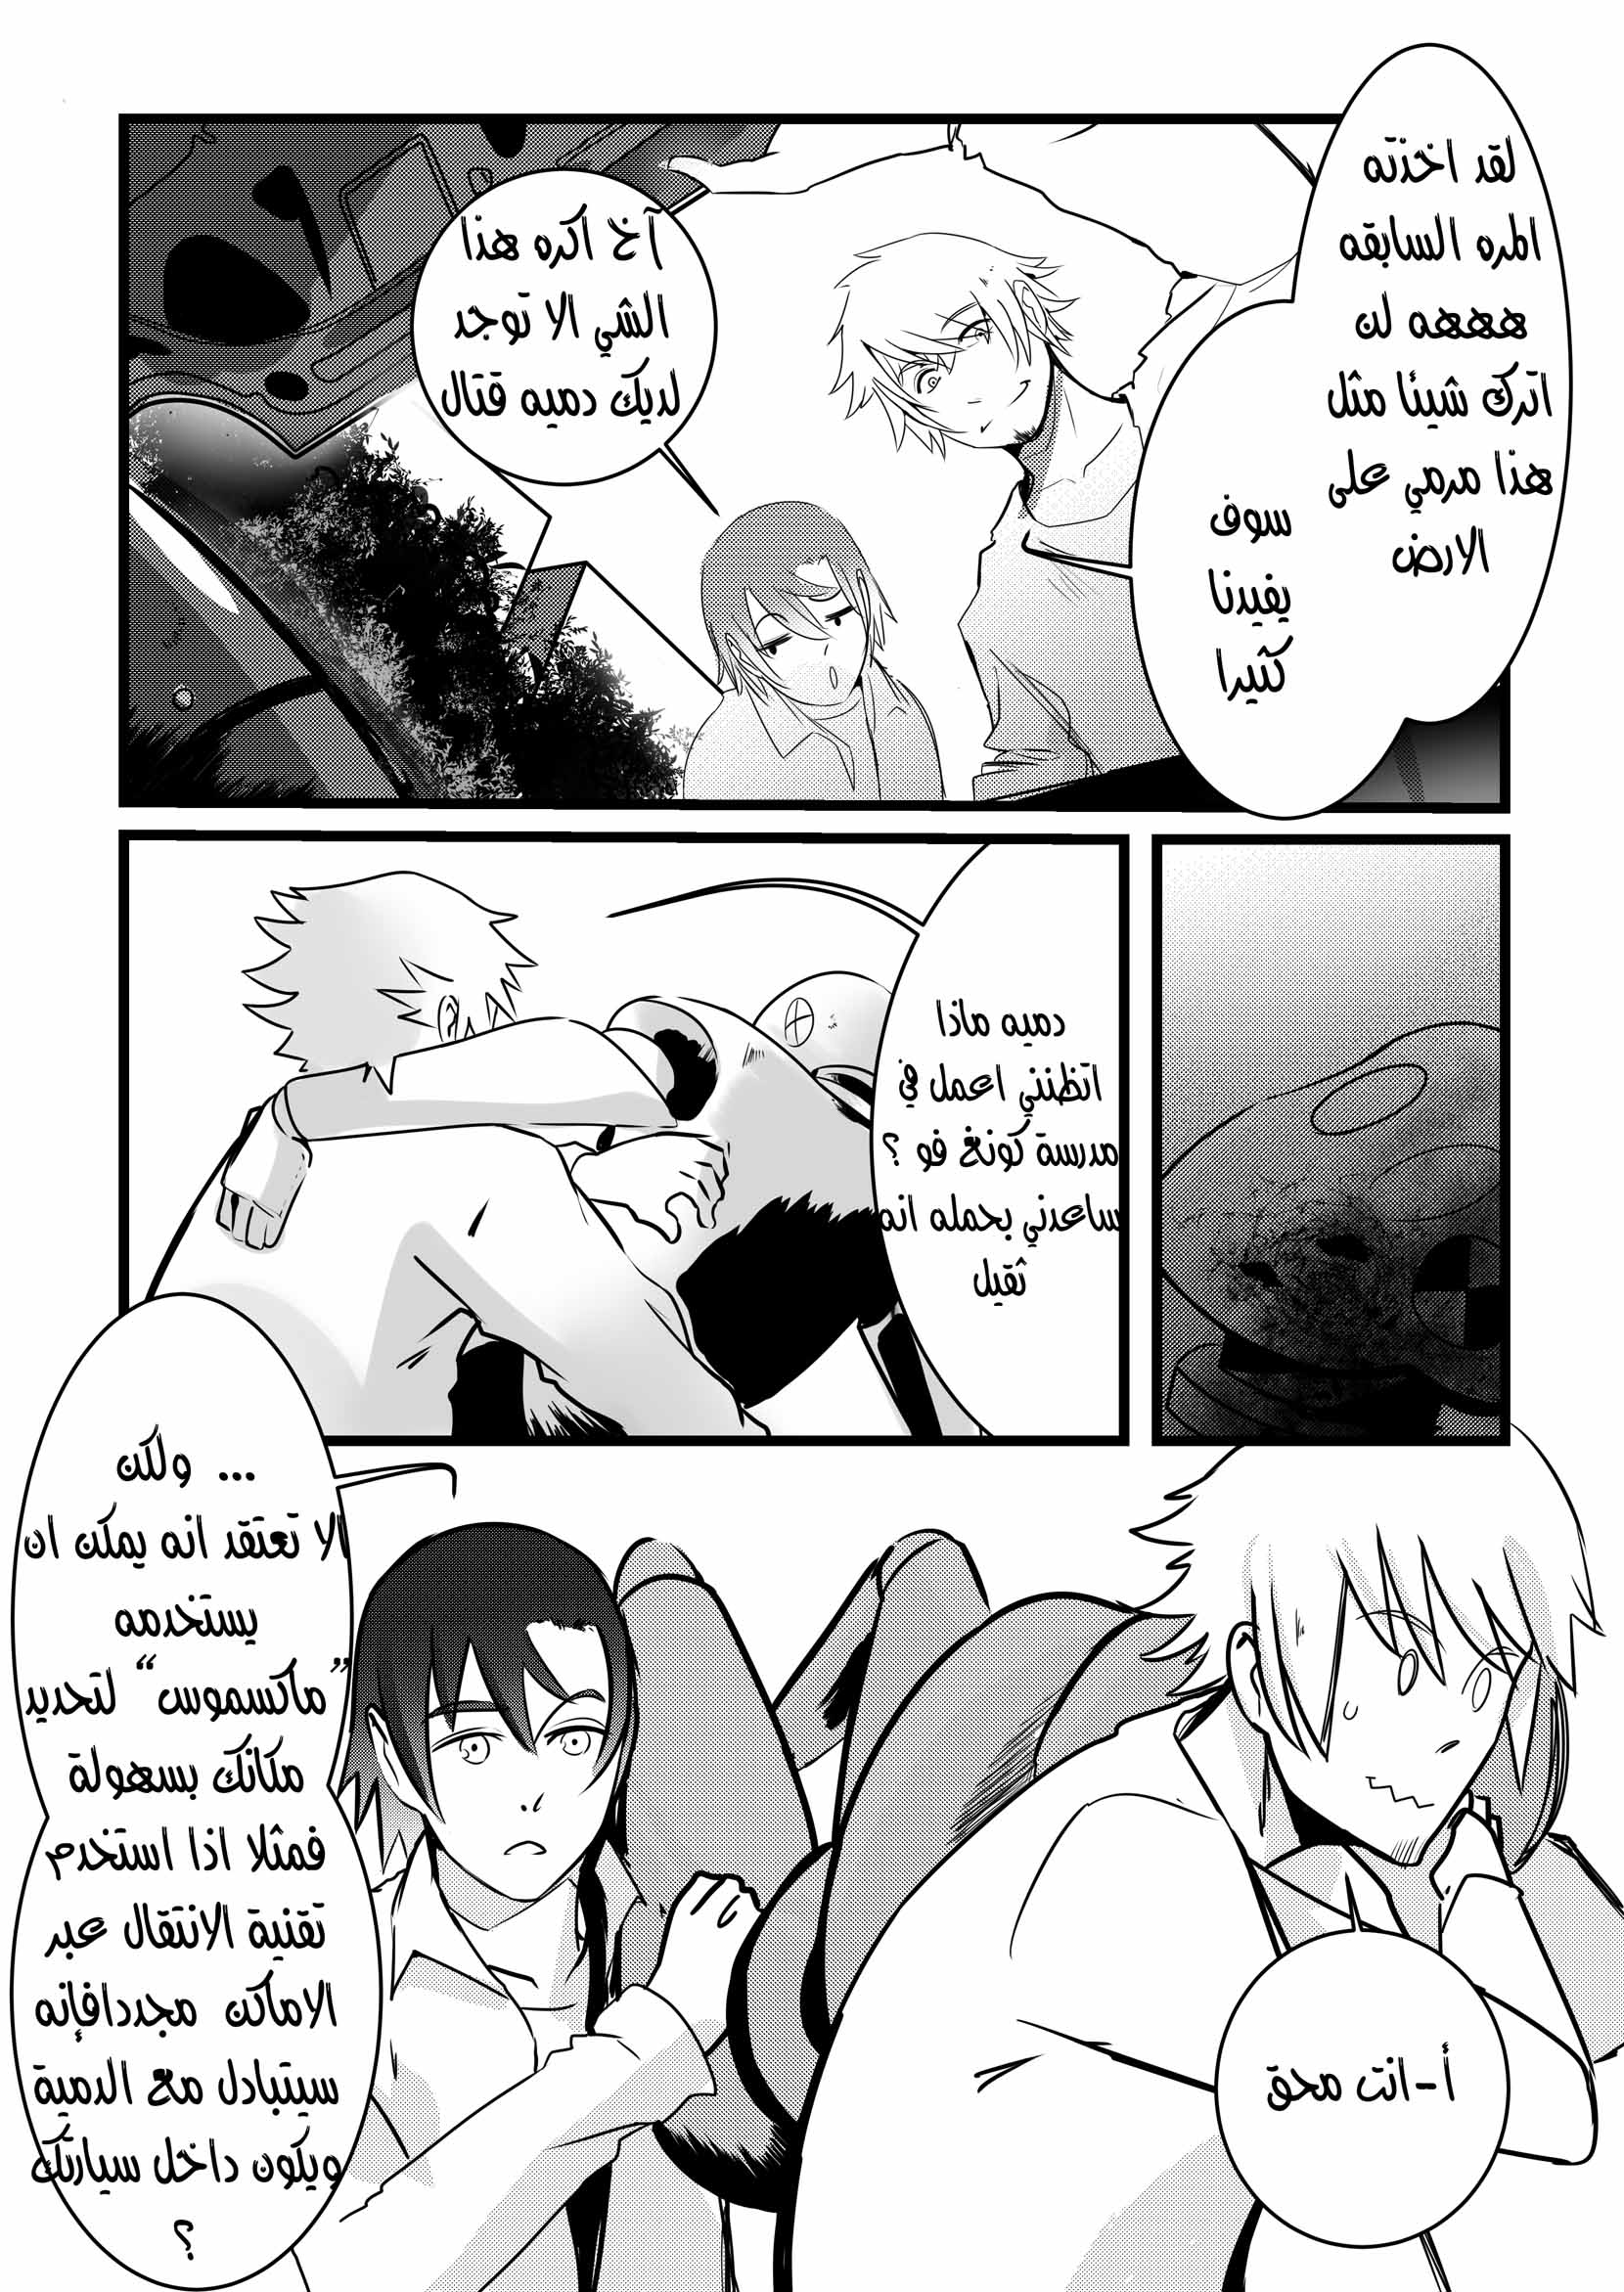 لقد اخذته
المره السابقه
هههه لن
اترك شيئا مثل
هذا مرمي على
الارض
سوف
يفيدنا
كثيرا
آخ اكره هذا
الشي الا توجد
لديك دميه قتال
دميه ماذا
اتظنني اعمل في
مدرسة كونغ فو ؟
ساعدني بحمله انه
ثقيل
... ولكن
الا تعتقد انه يمكن ان
يستخدمه
”ماكسموس“ لتحديد
مكانك بسهولة
فمثلا اذا استخدم
تقنية الانتقال عبر
الاماكن مجددافإنه
سيتبادل مع الدمية
ويكون داخل سيارتك
؟
أ-انت محق